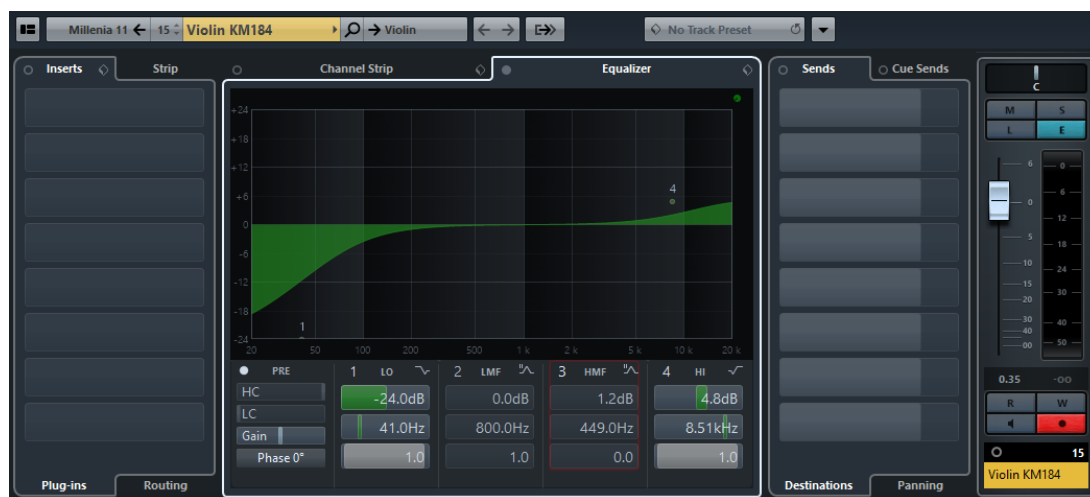 Millenia 11 15 Violin KM184 Violin No Track Preset
Inserts Strip Channel Strip Equalizer Sends Cue Sends
C
M S
L E
+24
+18
+12
+6
0
-6
-12
-18
-24
4
1
20 50 100 200 500 1 k 2 k 5 k 10 k 20 k
6
0
5
10
15
20
30
40
00
0
6
12
18
24
30
40
50
PRE 1 LO 2 LMF 3 HMF 4 HI
HC -24.0dB 0.0dB 1.2dB 4.8dB
LC
Gain 41.0Hz 800.0Hz 449.0Hz 8.51kHz
Phase 0° 1.0 1.0 0.0 1.0
0.35 -oo
R W
15
Violin KM184
Plug-ins Routing Destinations Panning